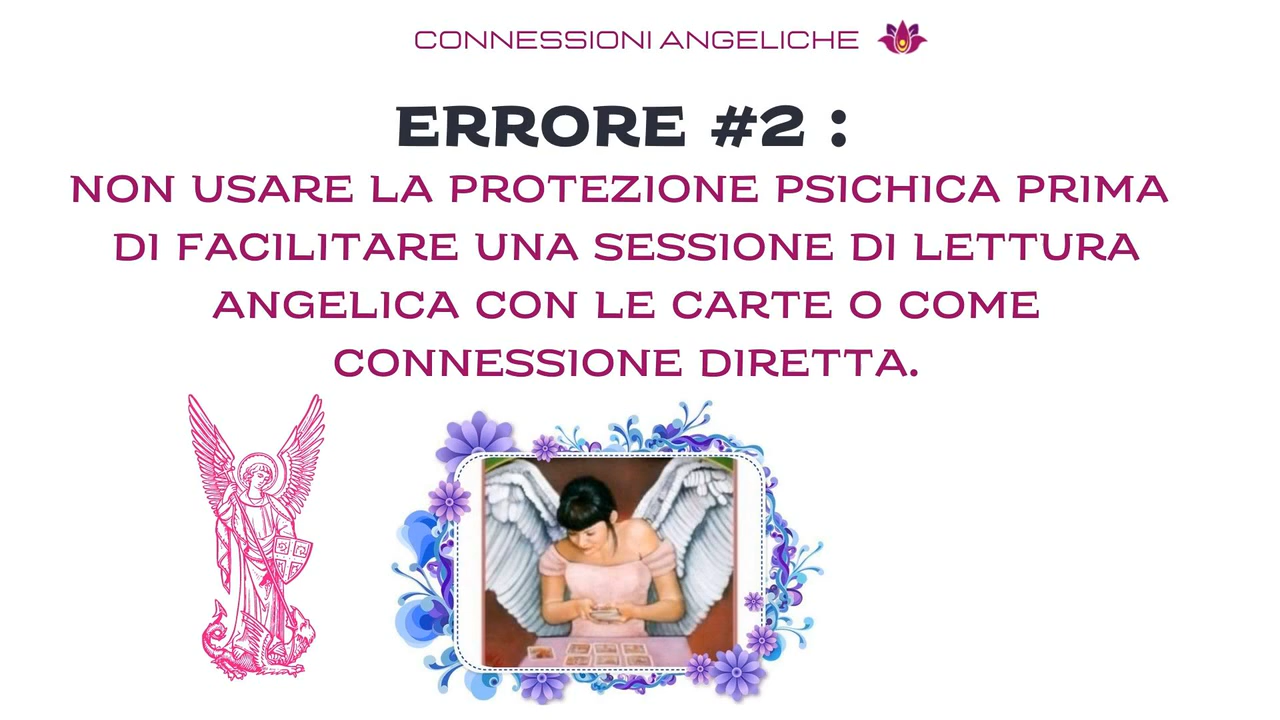 CONNESSIONI ANGELICHE
ERRORE #2 :
NON USARE LA PROTEZIONE PSICHICA PRIMA
DI FACILITARE UNA SESSIONE DI LETTURA
ANGELICA CON LE CARTE O COME
CONNESSIONE DIRETTA.